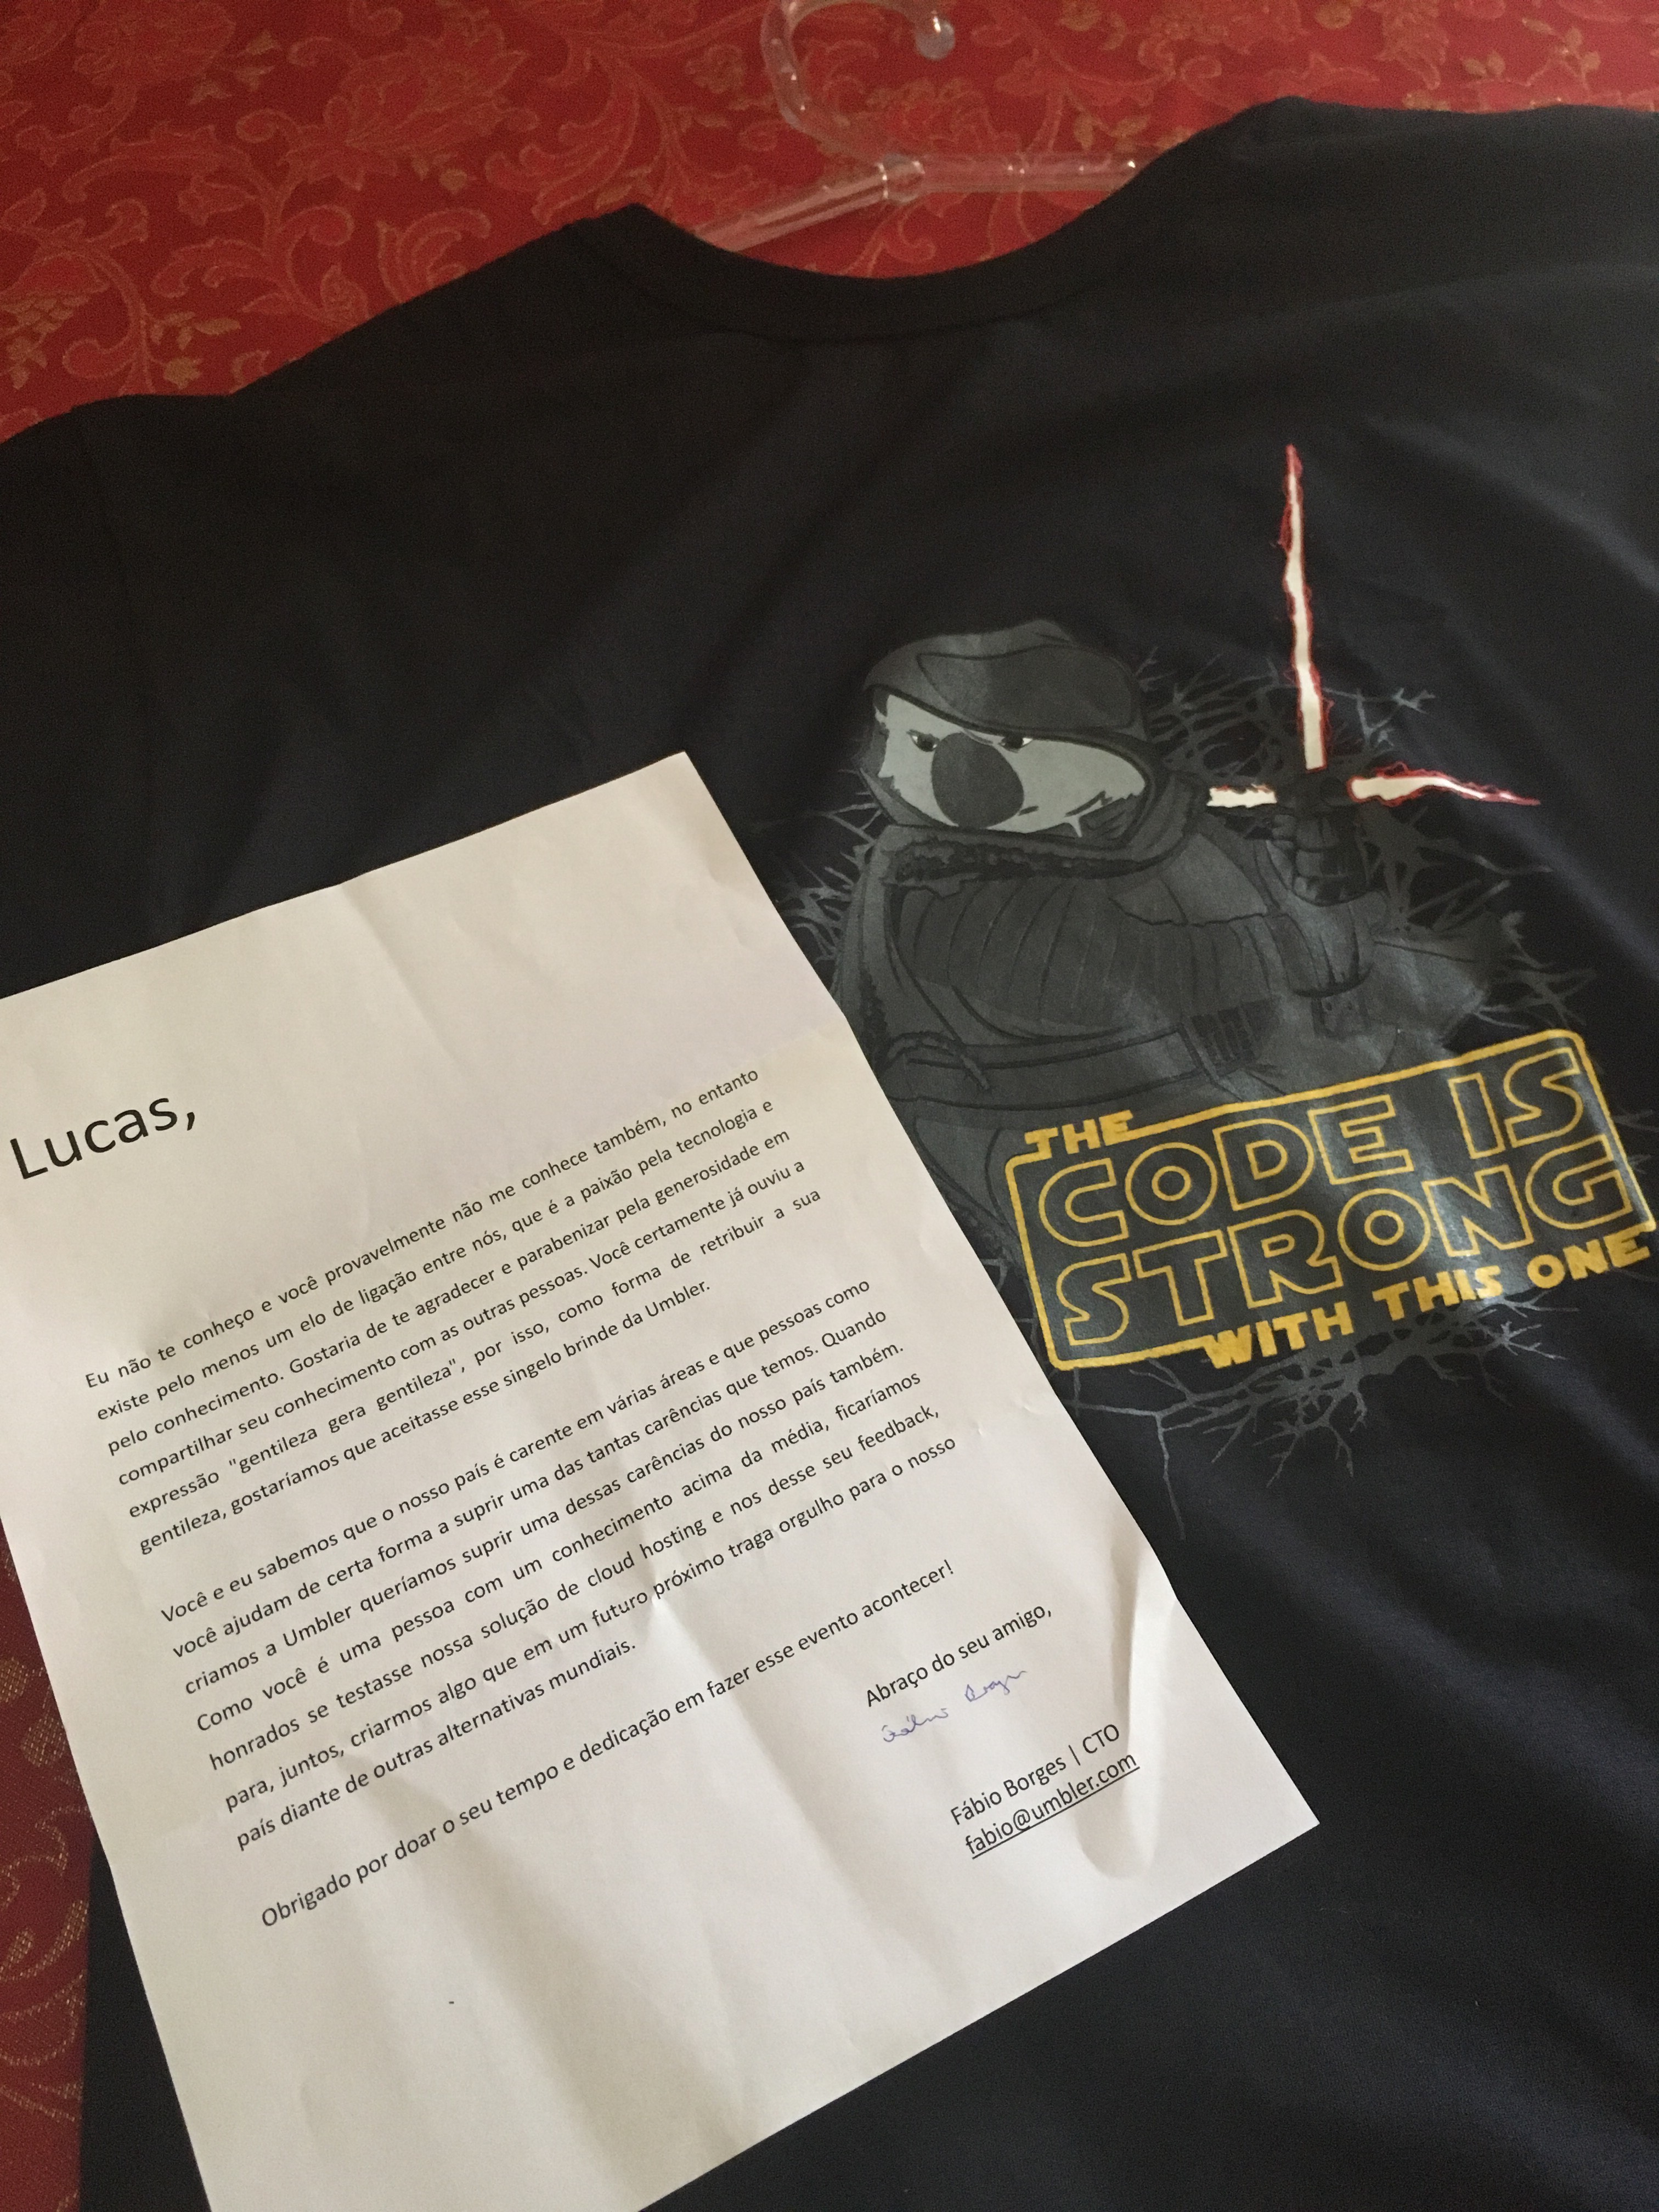 Lucas,
Eu não te conheço e você provavelmente não me conhece também, no entanto
existe pelo menos um elo de ligação entre nós, que é a paixão pela tecnologia e
pelo conhecimento. Gostaria de te agradecer e parabenizar pela generosidade em
compartilhar seu conhecimento com as outras pessoas. Você certamente já ouviu a
expressão "gentileza gera gentileza", por isso, como forma de retribuir a sua
gentileza, gostaríamos que aceitasse esse singelo brinde da Umbler.
Você e eu sabemos que o nosso país é carente em várias áreas e que pessoas como
você ajudam de certa forma a suprir uma das tantas carências que temos. Quando
criamos a Umbler queríamos suprir uma dessas carências do nosso país também.
Como você é uma pessoa com um conhecimento acima da média, ficaríamos
honrados se testasse nossa solução de cloud hosting e nos desse seu feedback,
para, juntos, criarmos algo que em um futuro próximo traga orgulho para o nosso
país diante de outras alternativas mundiais.
Obrigado por doar o seu tempo e dedicação em fazer esse evento acontecer!
Abraço do seu amigo,
Fábio Borges
Fábio Borges | CTO
fabio@umbler.com
THE
CODE IS
STRONG
WITH THIS ONE